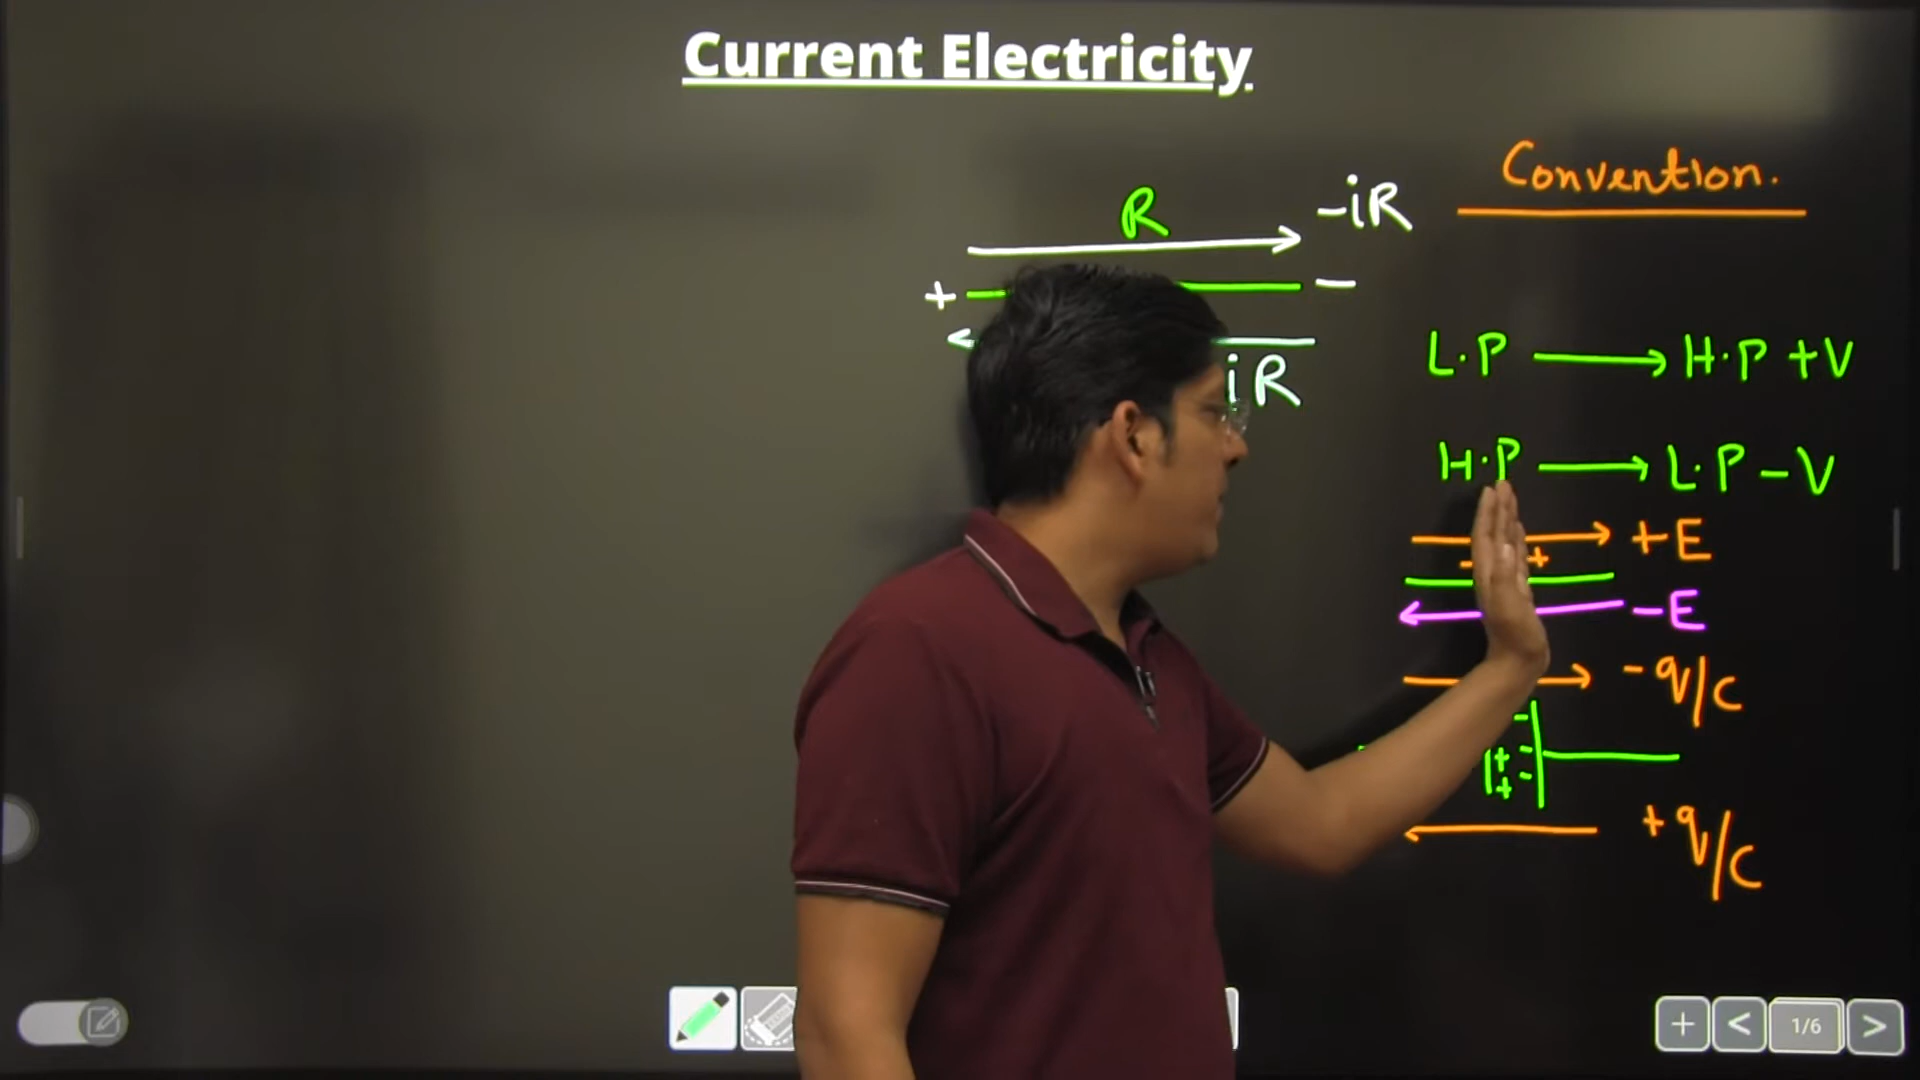 Current Electricity
Convention.
R
-iR
+ -
iR
L.P → H.P +V
H.P → L.P - V
+E
- +
-E
-q/c
+ - - -
+
+q/c
1/6